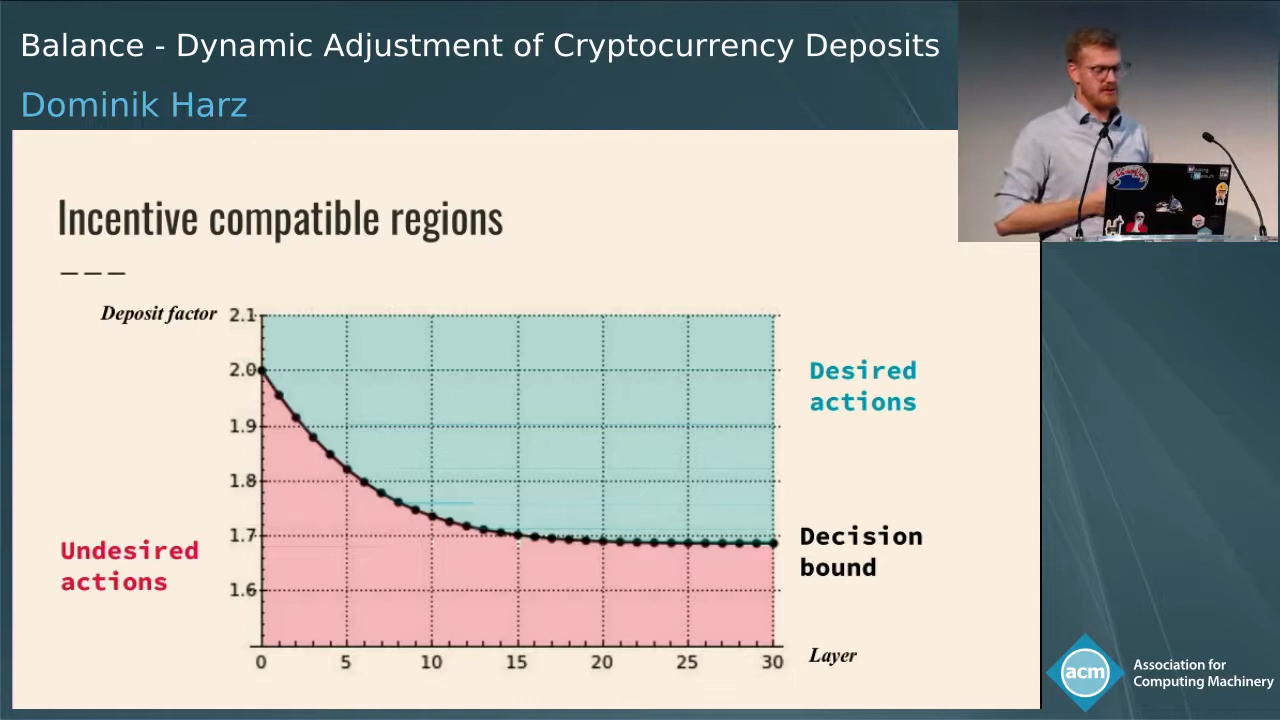 Balance - Dynamic Adjustment of Cryptocurrency Deposits
Dominik Harz
Incentive compatible regions
Deposit factor
2.1
2.0
1.9
1.8
1.7
1.6
Desired
actions
Undesired
actions
Decision
bound
0 5 10 15 20 25 30
Layer
acm
Association for
Computing Machinery